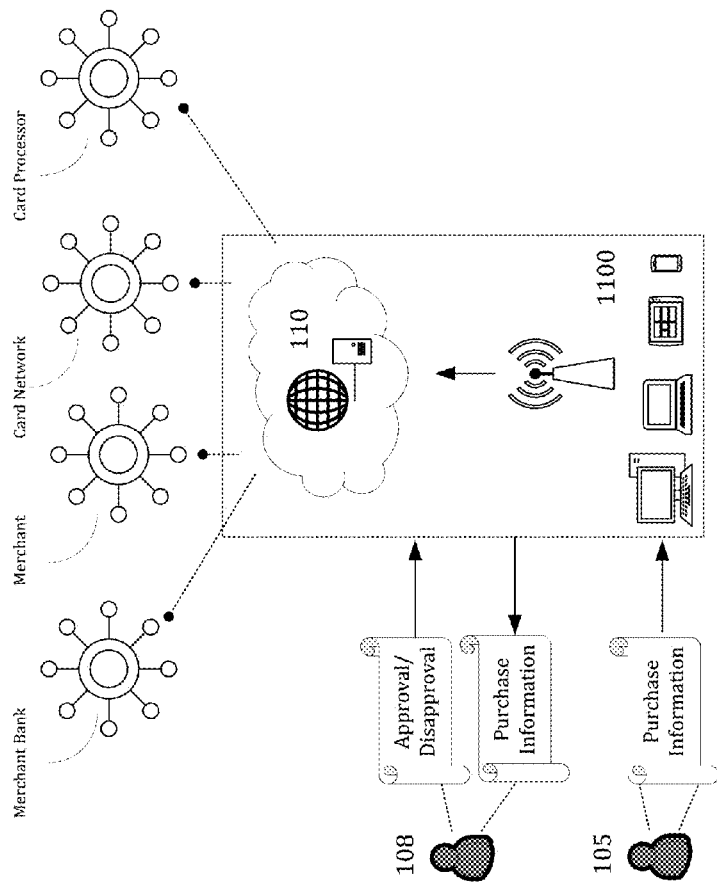 Merchant Bank
Merchant
Card Network
Card Processor
110
108
Approval/
Disapproval
Purchase
Information
1100
105
Purchase
Information